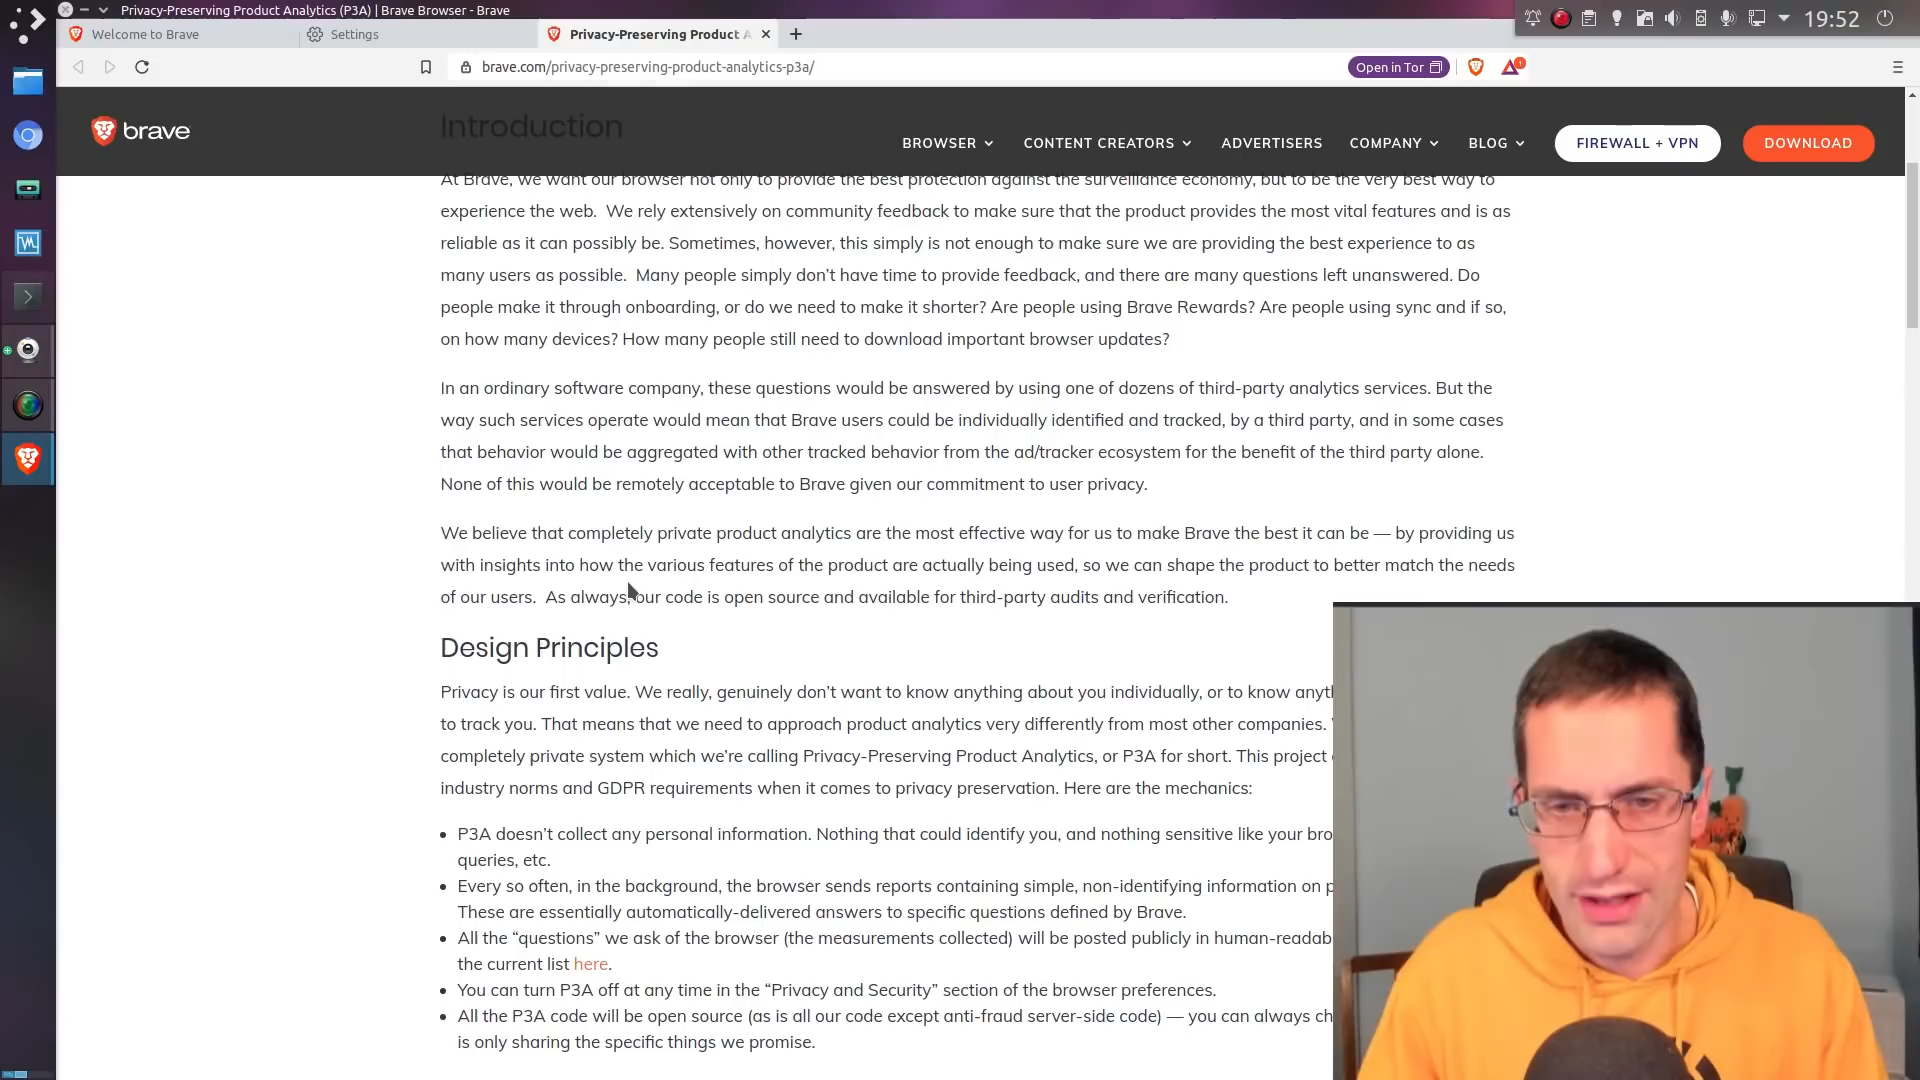 Privacy-Preserving Product Analytics (P3A) | Brave Browser - Brave
19:52
Welcome to Brave
Settings
Privacy-Preserving Product A
brave.com/privacy-preserving-product-analytics-p3a/
Open in Tor
1
brave
Introduction
BROWSER
CONTENT CREATORS
ADVERTISERS
COMPANY
BLOG
FIREWALL + VPN
DOWNLOAD
At Brave, we want our browser not only to provide the best protection against the surveillance economy, but to be the very best way to
experience the web. We rely extensively on community feedback to make sure that the product provides the most vital features and is as
reliable as it can possibly be. Sometimes, however, this simply is not enough to make sure we are providing the best experience to as
many users as possible. Many people simply don't have time to provide feedback, and there are many questions left unanswered. Do
people make it through onboarding, or do we need to make it shorter? Are people using Brave Rewards? Are people using sync and if so,
on how many devices? How many people still need to download important browser updates?
In an ordinary software company, these questions would be answered by using one of dozens of third-party analytics services. But the
way such services operate would mean that Brave users could be individually identified and tracked, by a third party, and in some cases
that behavior would be aggregated with other tracked behavior from the ad/tracker ecosystem for the benefit of the third party alone.
None of this would be remotely acceptable to Brave given our commitment to user privacy.
We believe that completely private product analytics are the most effective way for us to make Brave the best it can be — by providing us
with insights into how the various features of the product are actually being used, so we can shape the product to better match the needs
of our users. As always, our code is open source and available for third-party audits and verification.
Design Principles
Privacy is our first value. We really, genuinely don't want to know anything about you individually, or to know anyth
to track you. That means that we need to approach product analytics very differently from most other companies.
completely private system which we're calling Privacy-Preserving Product Analytics, or P3A for short. This project
industry norms and GDPR requirements when it comes to privacy preservation. Here are the mechanics:
• P3A doesn't collect any personal information. Nothing that could identify you, and nothing sensitive like your bro
queries, etc.
• Every so often, in the background, the browser sends reports containing simple, non-identifying information on p
These are essentially automatically-delivered answers to specific questions defined by Brave.
• All the “questions” we ask of the browser (the measurements collected) will be posted publicly in human-readab
the current list here.
• You can turn P3A off at any time in the “Privacy and Security” section of the browser preferences.
• All the P3A code will be open source (as is all our code except anti-fraud server-side code) — you can always ch
is only sharing the specific things we promise.